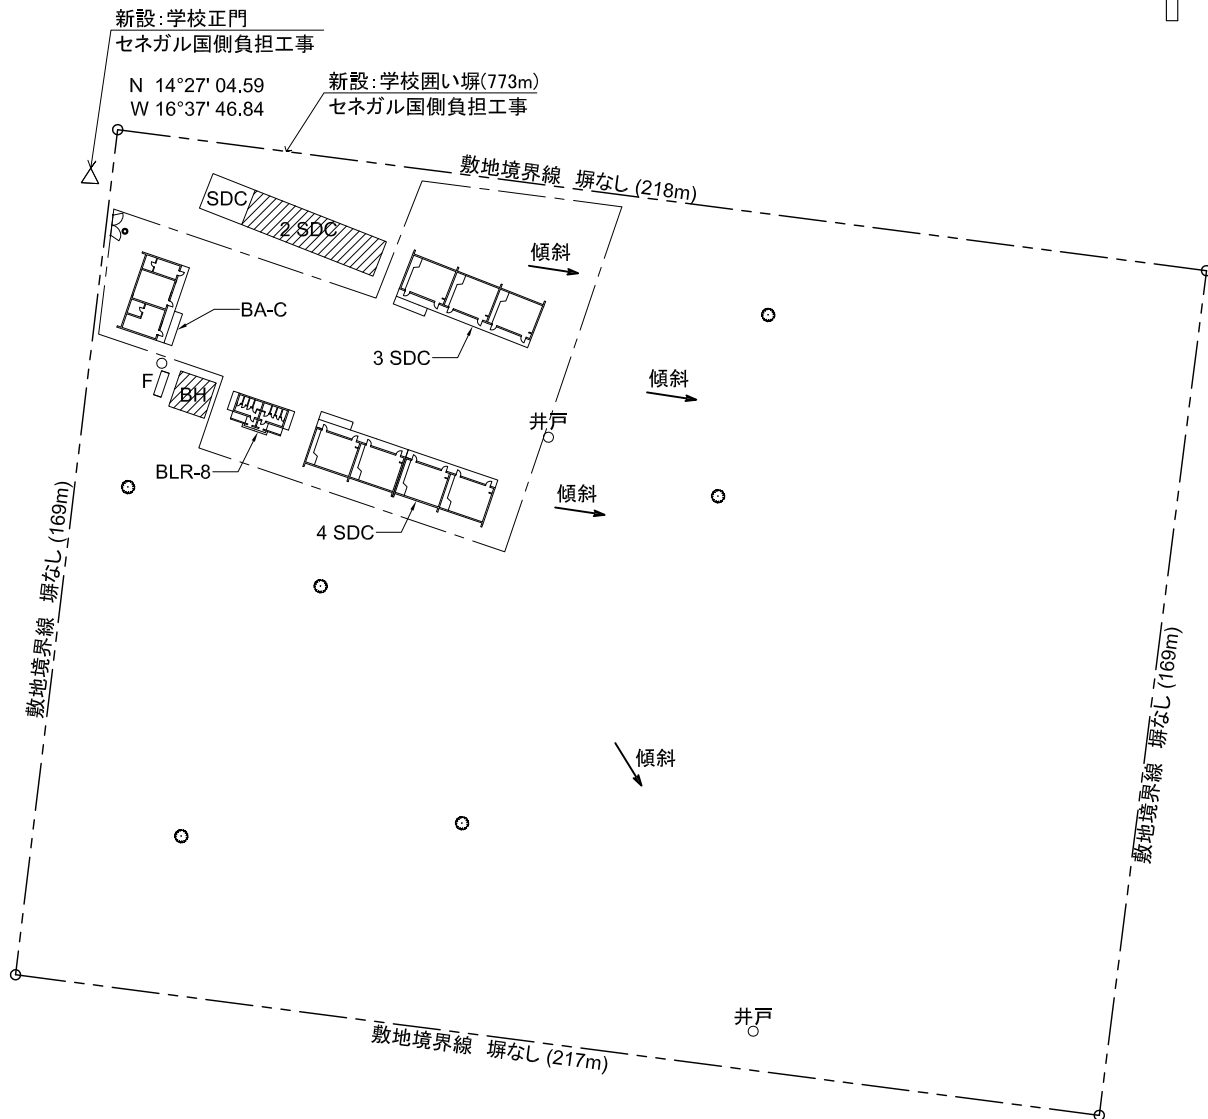 新設:学校正門
セネガル国側負担工事
N 14°27' 04.59
W 16°37' 46.84
新設:学校囲い塀(773m)
セネガル国側負担工事
敷地境界線 塀なし (218m)
SDC
2 SDC
傾斜
BA-C
3 SDC
傾斜
F
BH
井戸
BLR-8
傾斜
4 SDC
敷地境界線 塀なし (169m)
敷地境界線 塀なし (169m)
傾斜
井戸
敷地境界線 塀なし (217m)